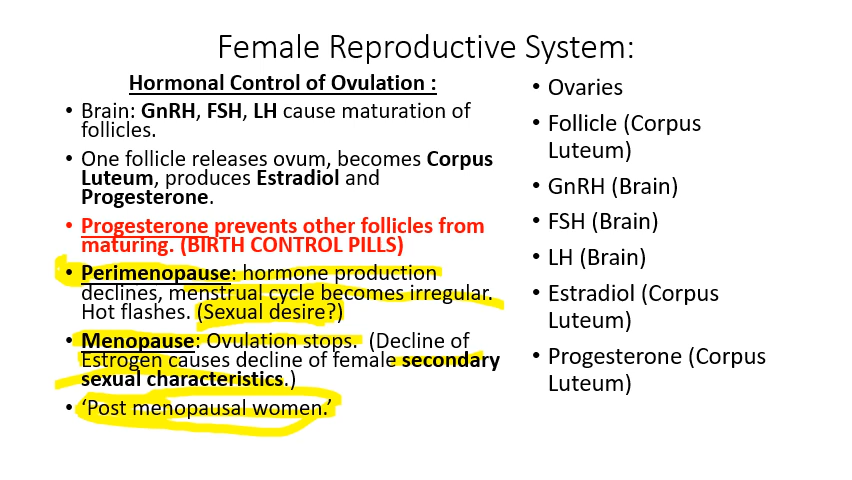 Female Reproductive System:
Hormonal Control of Ovulation :
• Brain: GnRH, FSH, LH cause maturation of
follicles.
• One follicle releases ovum, becomes Corpus
Luteum, produces Estradiol and
Progesterone.
• Progesterone prevents other follicles from
maturing. (BIRTH CONTROL PILLS)
• Perimenopause: hormone production
declines, menstrual cycle becomes irregular.
Hot flashes. (Sexual desire?)
• Menopause: Ovulation stops.  (Decline of
Estrogen causes decline of female secondary
sexual characteristics.)
• ‘Post menopausal women.’
• Ovaries
• Follicle (Corpus
Luteum)
• GnRH (Brain)
• FSH (Brain)
• LH (Brain)
• Estradiol (Corpus
Luteum)
• Progesterone (Corpus
Luteum)